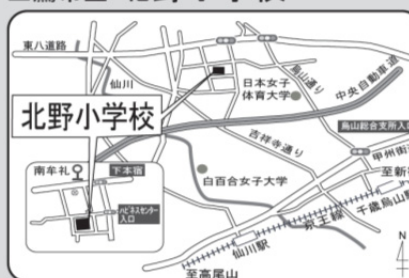 東八道路
仙川
日本女子
体育大学
烏山通り
中央自動車道
北野小学校
烏山総合支所入口
吉祥寺通り
甲州街
南牟礼
下本宿
至新
白百合女子大学
ハピネスセンター
入口
千歳烏山
京王線
仙川駅
至高尾山
N